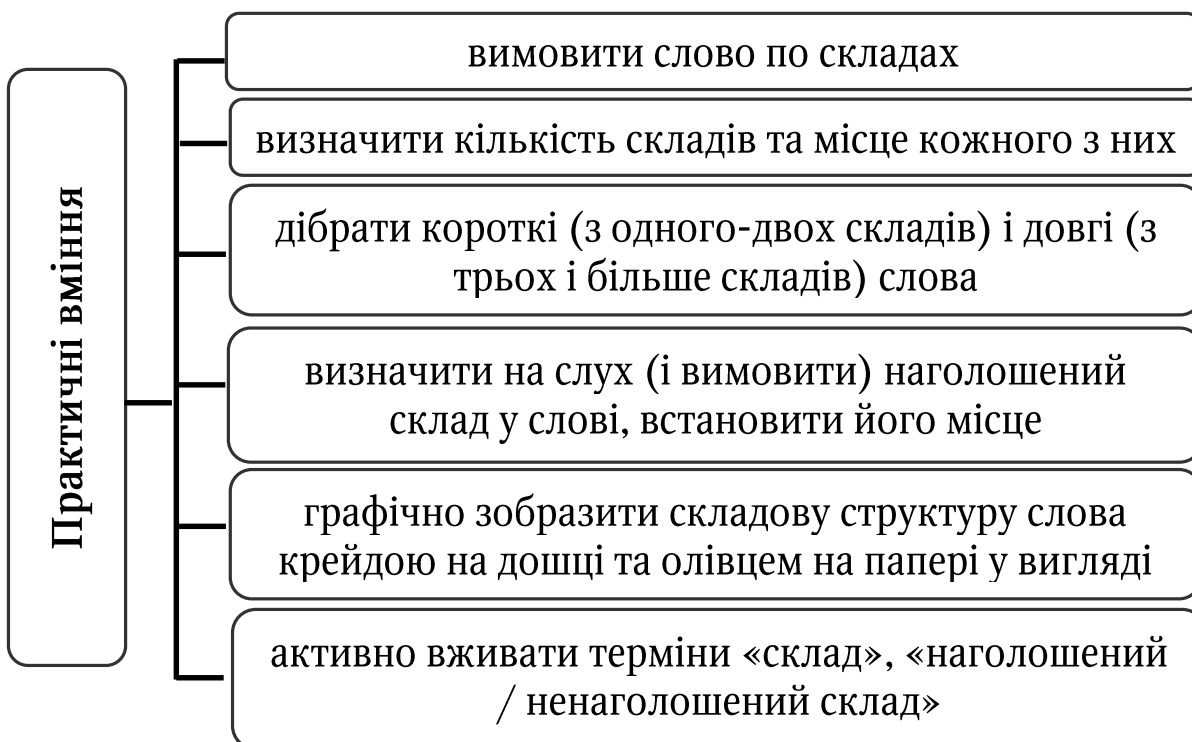 Практичні вміння
вимовити слово по складах
визначити кількість складів та місце кожного з них
дібрати короткі (з одного-двох складів) і довгі (з
трьох і більше складів) слова
визначити на слух (і вимовити) наголошений
склад у слові, встановити його місце
графічно зобразити складову структуру слова
крейдою на дошці та олівцем на папері у вигляді
активно вживати терміни «склад», «наголошений
/ ненаголошений склад»